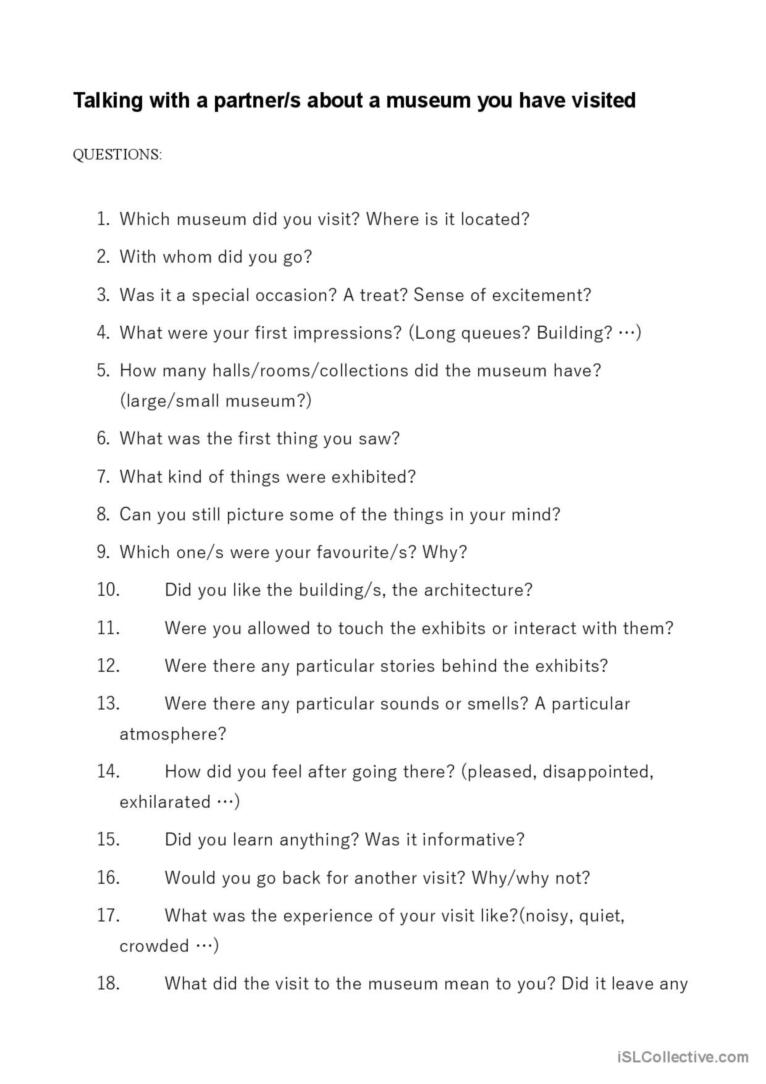 Talking with a partner/s about a museum you have visited
QUESTIONS:
1. Which museum did you visit? Where is it located?
2. With whom did you go?
3. Was it a special occasion? A treat? Sense of excitement?
4. What were your first impressions? (Long queues? Building? …)
5. How many halls/rooms/collections did the museum have?
(large/small museum?)
6. What was the first thing you saw?
7. What kind of things were exhibited?
8. Can you still picture some of the things in your mind?
9. Which one/s were your favourite/s? Why?
10. Did you like the building/s, the architecture?
11. Were you allowed to touch the exhibits or interact with them?
12. Were there any particular stories behind the exhibits?
13. Were there any particular sounds or smells? A particular
atmosphere?
14. How did you feel after going there? (pleased, disappointed,
exhilarated …)
15. Did you learn anything? Was it informative?
16. Would you go back for another visit? Why/why not?
17. What was the experience of your visit like?(noisy, quiet,
crowded …)
18. What did the visit to the museum mean to you? Did it leave any
iSLCollective.com